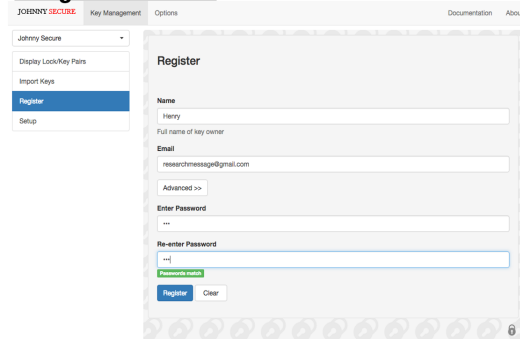 JOHNNY SECURE Key Management Options Documentation Abou
Johnny Secure
Display Lock/Key Pairs
Import Keys
Register
Setup
Register
Name
Henry
Full name of key owner
Email
researchmessage@gmail.com
Advanced >>
Enter Password
•••
Re-enter Password
•••
Passwords match
Register Clear